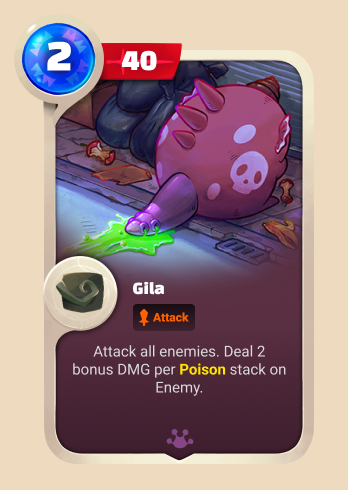 2
40
Gila
Attack
Attack all enemies. Deal 2
bonus DMG per Poison stack on
Enemy.